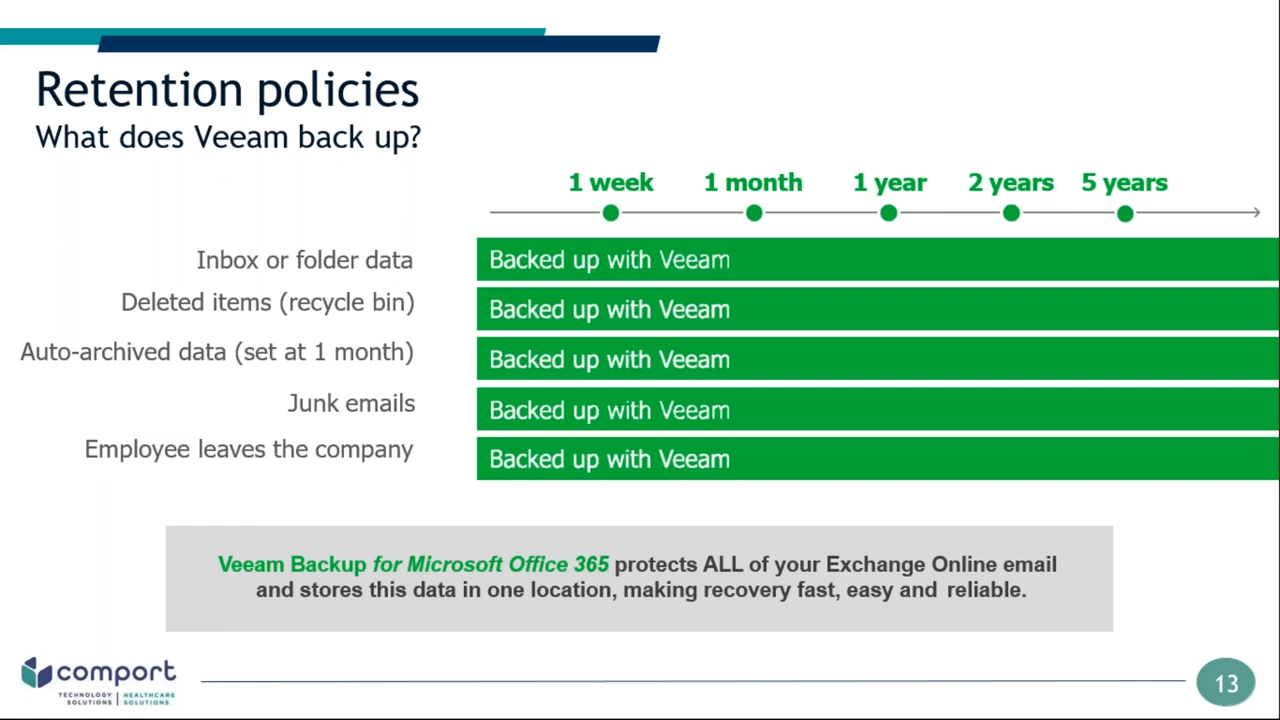 Retention policies
What does Veeam back up?
1 week 1 month 1 year 2 years 5 years
Inbox or folder data Backed up with Veeam
Deleted items (recycle bin) Backed up with Veeam
Auto-archived data (set at 1 month) Backed up with Veeam
Junk emails Backed up with Veeam
Employee leaves the company Backed up with Veeam
Veeam Backup for Microsoft Office 365 protects ALL of your Exchange Online email
and stores this data in one location, making recovery fast, easy and reliable.
comport
TECHNOLOGY SOLUTIONS | HEALTHCARE SOLUTIONS
13